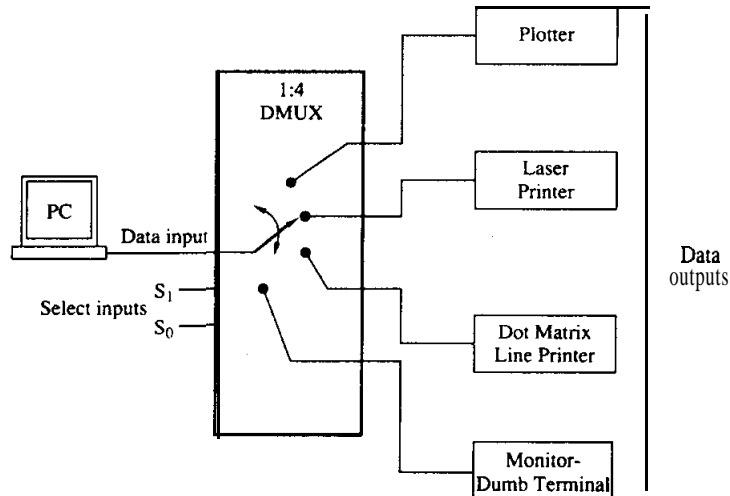 Plotter
1:4
DMUX
Laser
Printer
PC
Data input
Data
outputs
Select inputs
S1
S0
Dot Matrix
Line Printer
Monitor-
Dumb Terminal